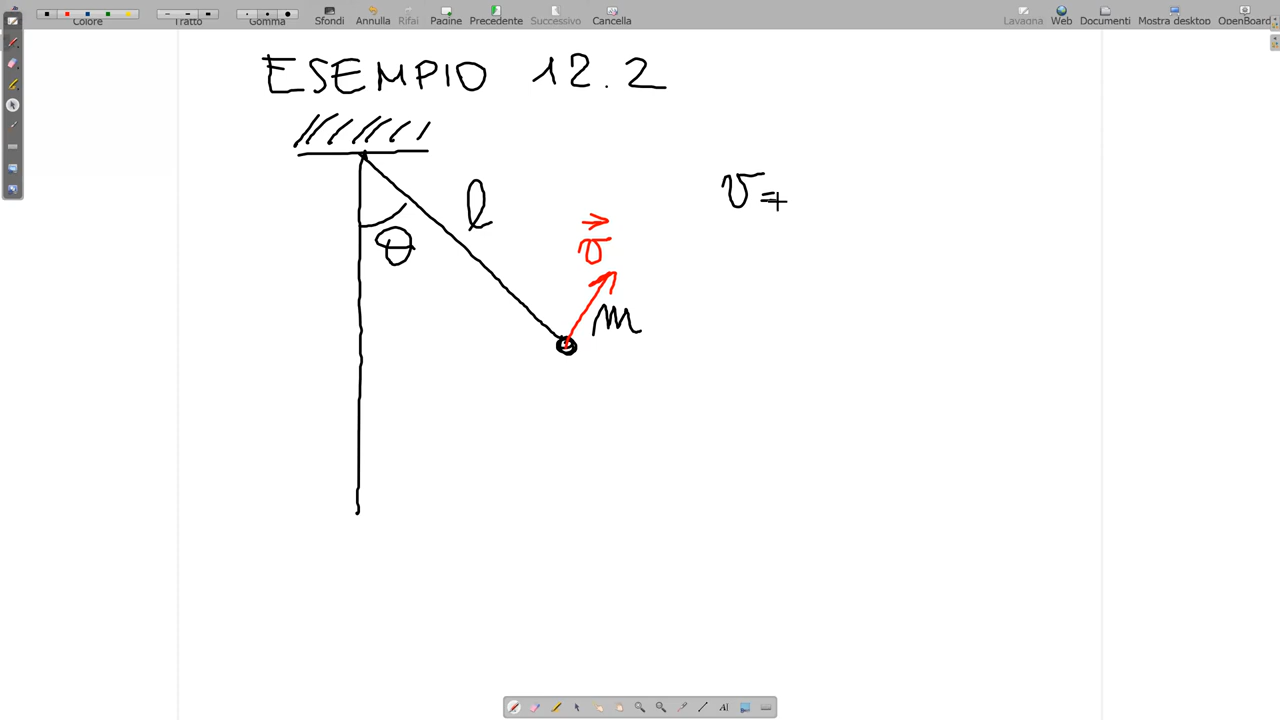 Colore Tratto Gomma Sfondi Annulla Rifai Pagine Precedente Successivo Cancella Lavagna Web Documenti Mostra desktop OpenBoard
ESEMPIO 12.2
l
v =
θ
v⃗
m